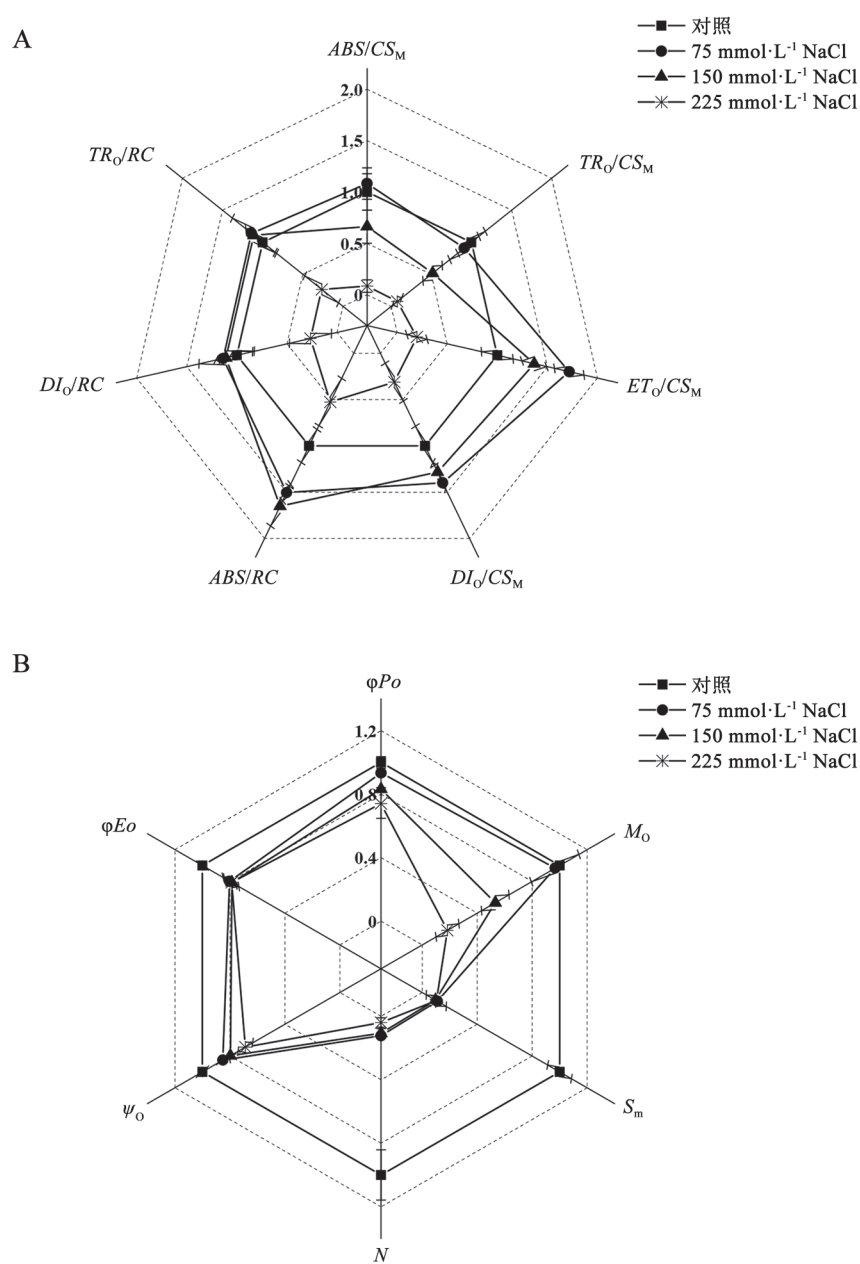 A
对照
75 mmol·L⁻¹ NaCl
150 mmol·L⁻¹ NaCl
225 mmol·L⁻¹ NaCl
ABS/CS_M
2.0
1.5
1.0
0.5
0
TR_O/RC
TR_O/CS_M
DI_O/RC
ET_O/CS_M
ABS/RC
DI_O/CS_M
B
对照
75 mmol·L⁻¹ NaCl
150 mmol·L⁻¹ NaCl
225 mmol·L⁻¹ NaCl
φPo
1.2
0.8
0.4
0
φEo
M_O
ψ_O
S_m
N